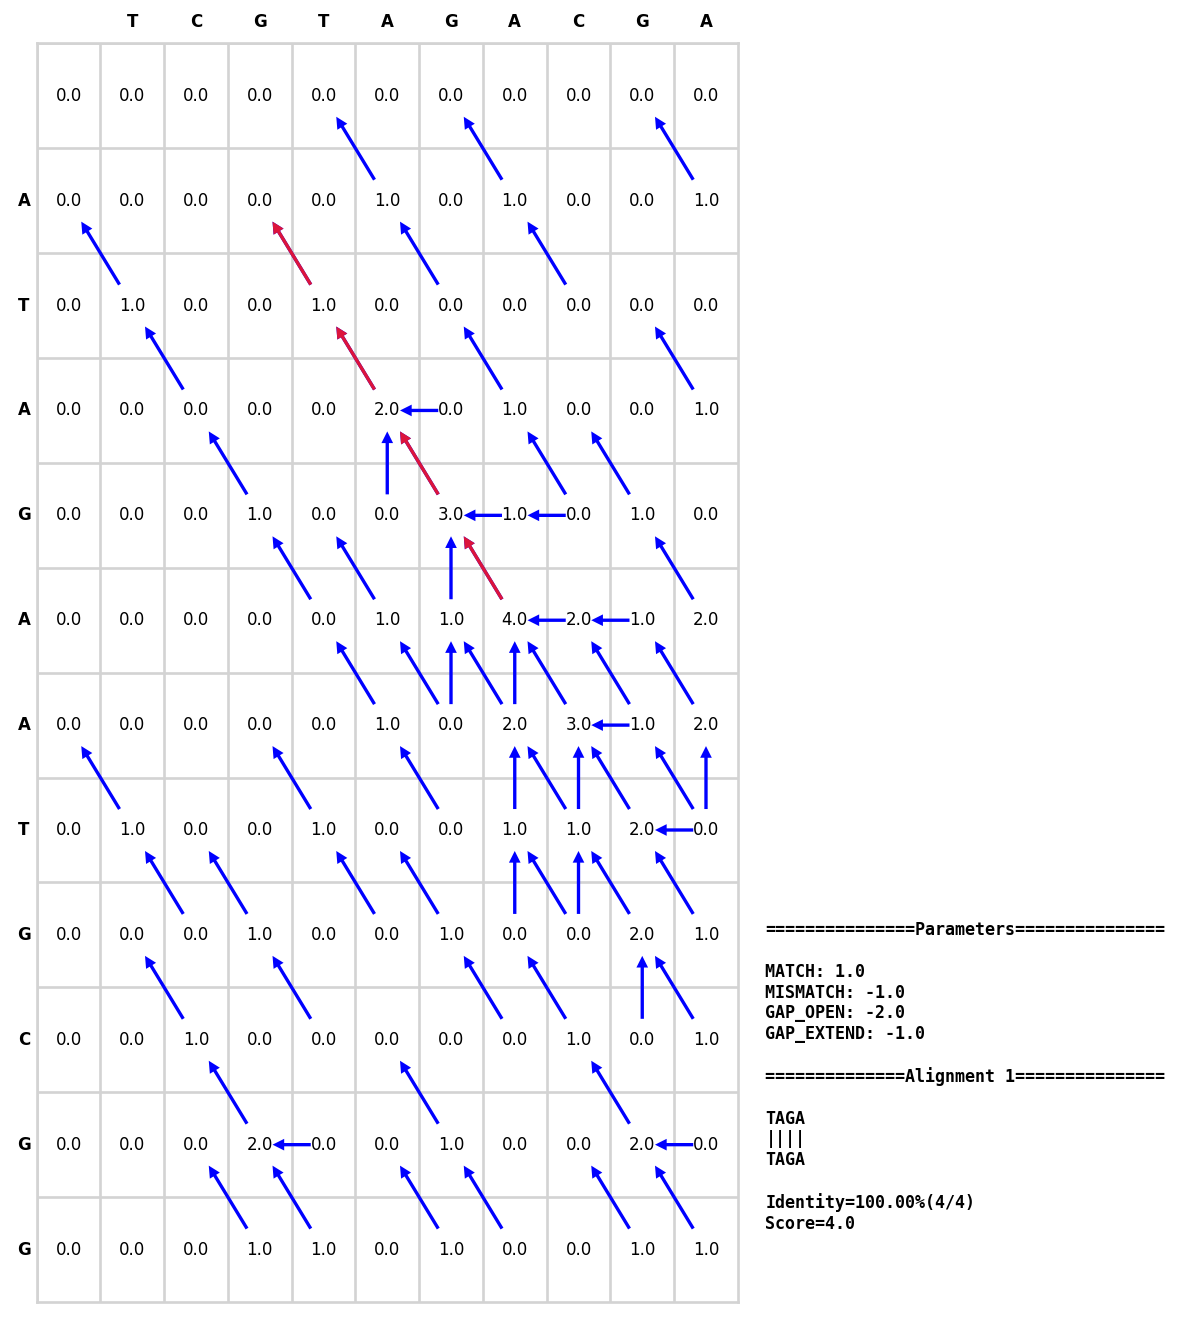 T C G T A G A C G A
0.0 0.0 0.0 0.0 0.0 0.0 0.0 0.0 0.0 0.0 0.0
A 0.0 0.0 0.0 0.0 0.0 1.0 0.0 1.0 0.0 0.0 1.0
T 0.0 1.0 0.0 0.0 1.0 0.0 0.0 0.0 0.0 0.0 0.0
A 0.0 0.0 0.0 0.0 0.0 2.0 0.0 1.0 0.0 0.0 1.0
G 0.0 0.0 0.0 1.0 0.0 0.0 3.0 1.0 0.0 1.0 0.0
A 0.0 0.0 0.0 0.0 0.0 1.0 1.0 4.0 2.0 1.0 2.0
A 0.0 0.0 0.0 0.0 0.0 1.0 0.0 2.0 3.0 1.0 2.0
T 0.0 1.0 0.0 0.0 1.0 0.0 0.0 1.0 1.0 2.0 0.0
G 0.0 0.0 0.0 1.0 0.0 0.0 1.0 0.0 0.0 2.0 1.0
C 0.0 0.0 1.0 0.0 0.0 0.0 0.0 0.0 1.0 0.0 1.0
G 0.0 0.0 0.0 2.0 0.0 0.0 1.0 0.0 0.0 2.0 0.0
G 0.0 0.0 0.0 1.0 1.0 0.0 1.0 0.0 0.0 1.0 1.0
===============Parameters===============
MATCH: 1.0
MISMATCH: -1.0
GAP_OPEN: -2.0
GAP_EXTEND: -1.0
==============Alignment 1===============
TAGA
||||
TAGA
Identity=100.00%(4/4)
Score=4.0